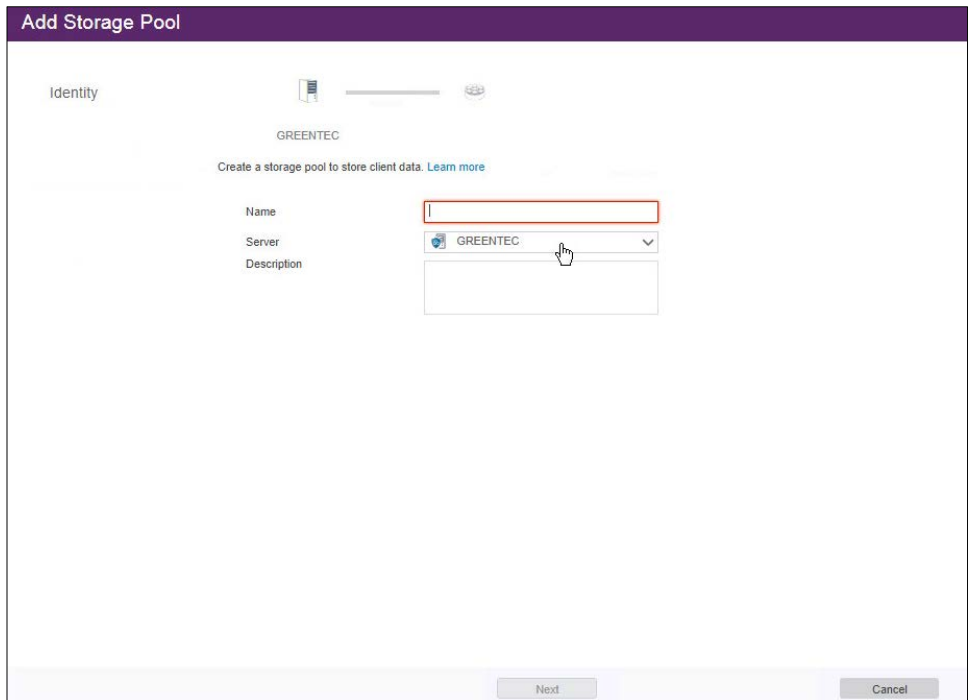 Add Storage Pool
Identity
GREENTEC
Create a storage pool to store client data. Learn more
Name
Server GREENTEC
Description
Next Cancel